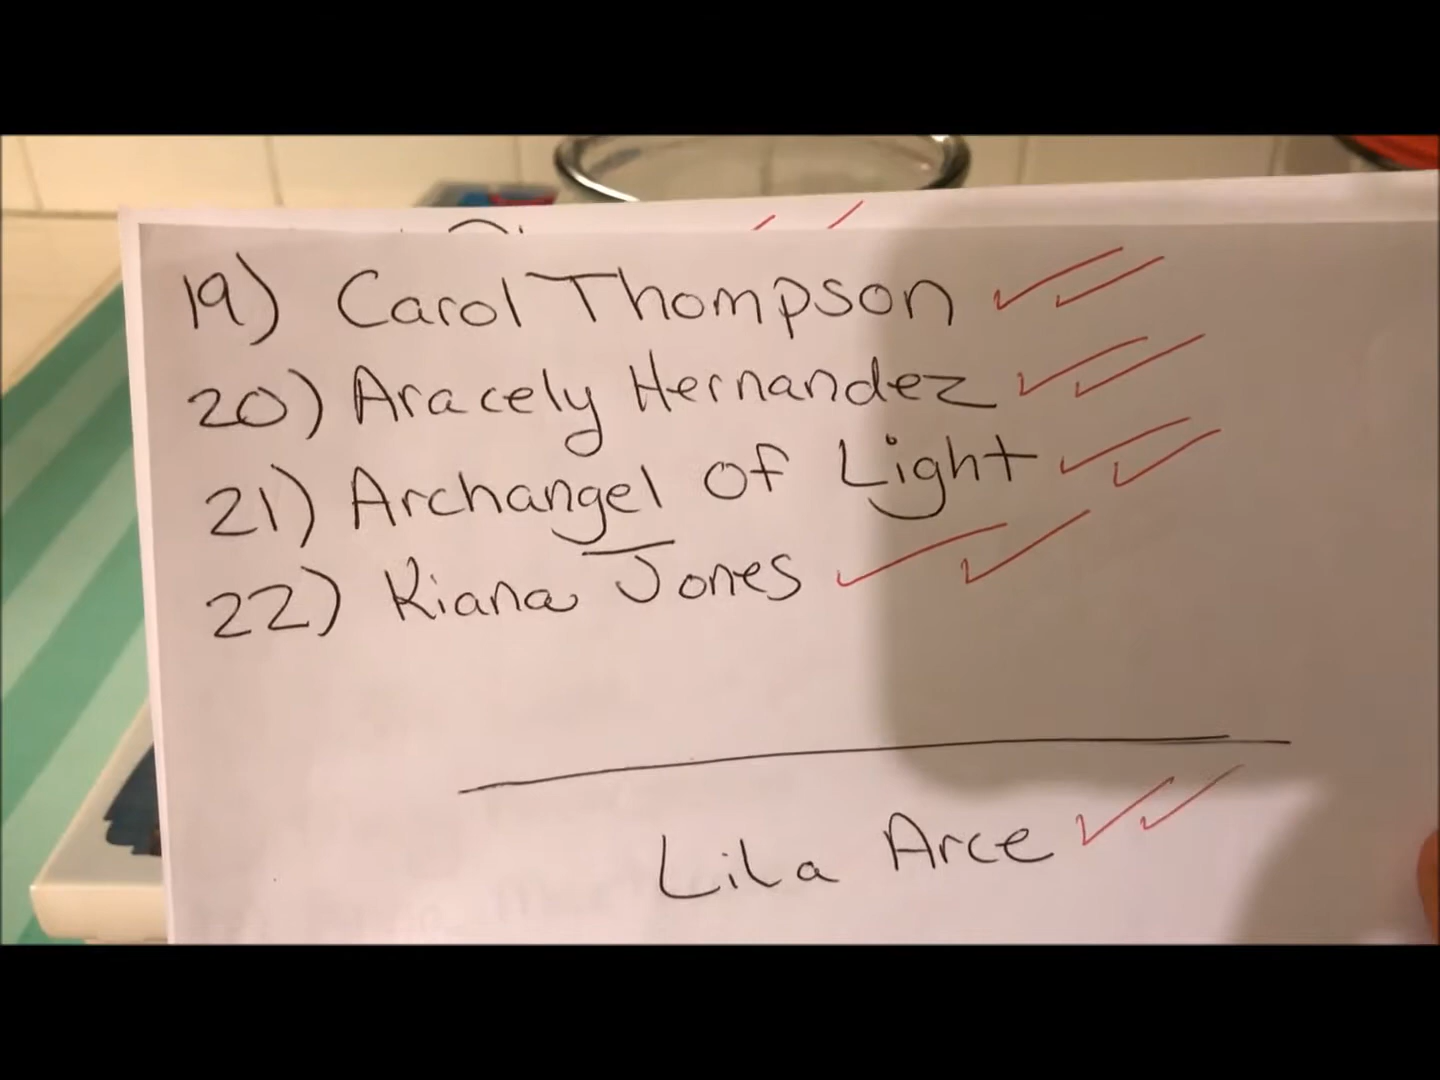 19) Carol Thompson
20) Aracely Hernandez
21) Archangel of Light
22) Kiana Jones
Lila Arce